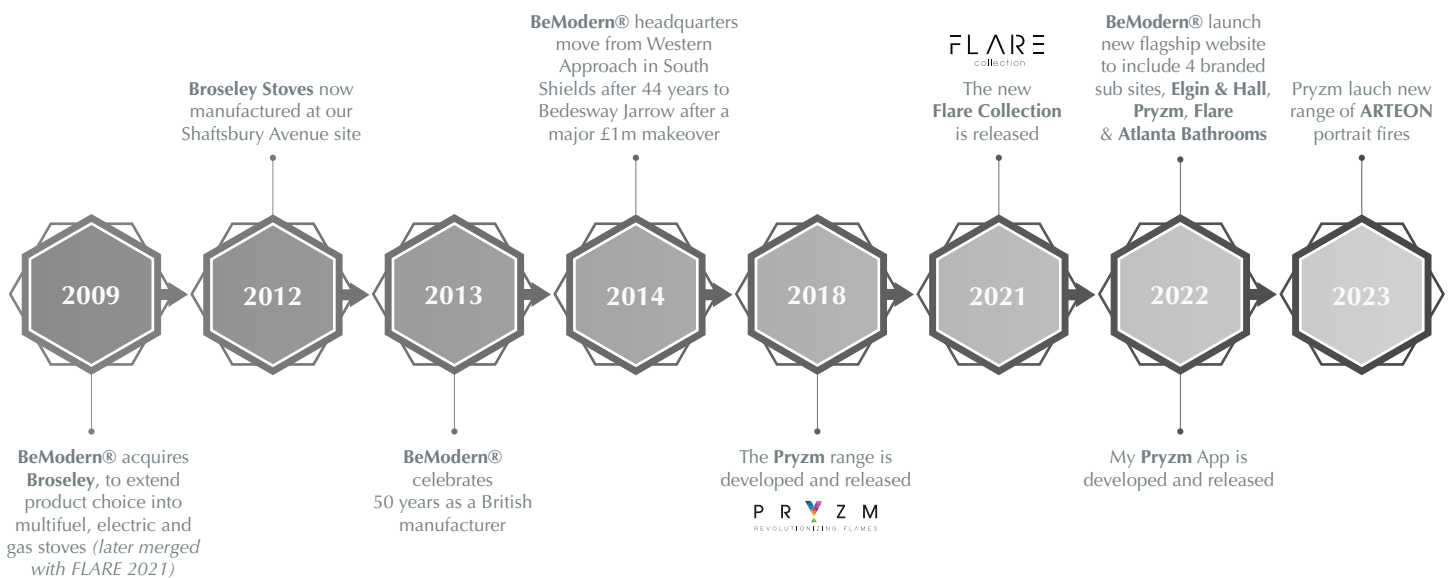 BeModern® headquarters
move from Western
Approach in South
Shields after 44 years to
Bedesway Jarrow after a
major £1m makeover
BeModern® launch
new flagship website
to include 4 branded
sub sites, Elgin & Hall,
Pryzm, Flare
& Atlanta Bathrooms
FLARE
collection
The new
Flare Collection
is released
Broseley Stoves now
manufactured at our
Shaftsbury Avenue site
Pryzm lauch new
range of ARTEON
portrait fires
2009
2012
2013
2014
2018
2021
2022
2023
BeModern® acquires
Broseley, to extend
product choice into
multifuel, electric and
gas stoves (later merged
with FLARE 2021)
BeModern®
celebrates
50 years as a British
manufacturer
The Pryzm range is
developed and released
PRYZM
REVOLUTIONIZING FLAMES
My Pryzm App is
developed and released